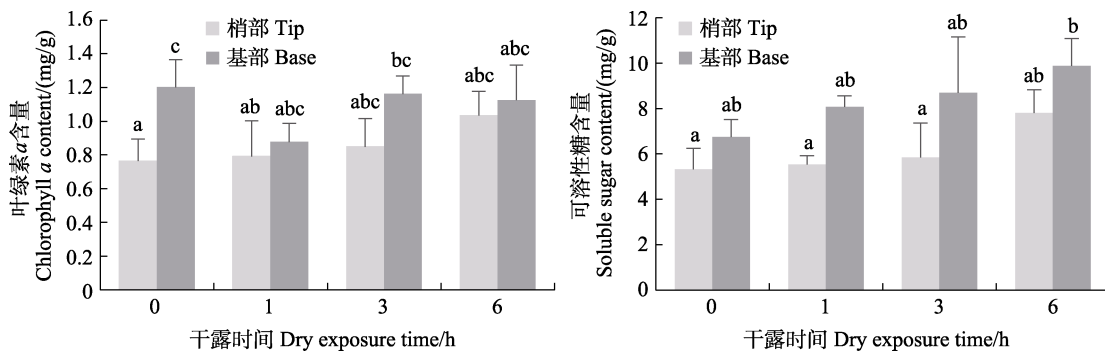 1.6
1.4
1.2
1.0
0.8
0.6
0.4
0.2
0
叶绿素a含量
Chlorophyll a content/(mg/g)
梢部 Tip
基部 Base
a
c
ab
abc
abc
bc
abc
abc
0
1
3
6
干露时间 Dry exposure time/h
12
10
8
6
4
2
0
可溶性糖含量
Soluble sugar content/(mg/g)
梢部 Tip
基部 Base
a
ab
a
ab
a
ab
ab
b
0
1
3
6
干露时间 Dry exposure time/h